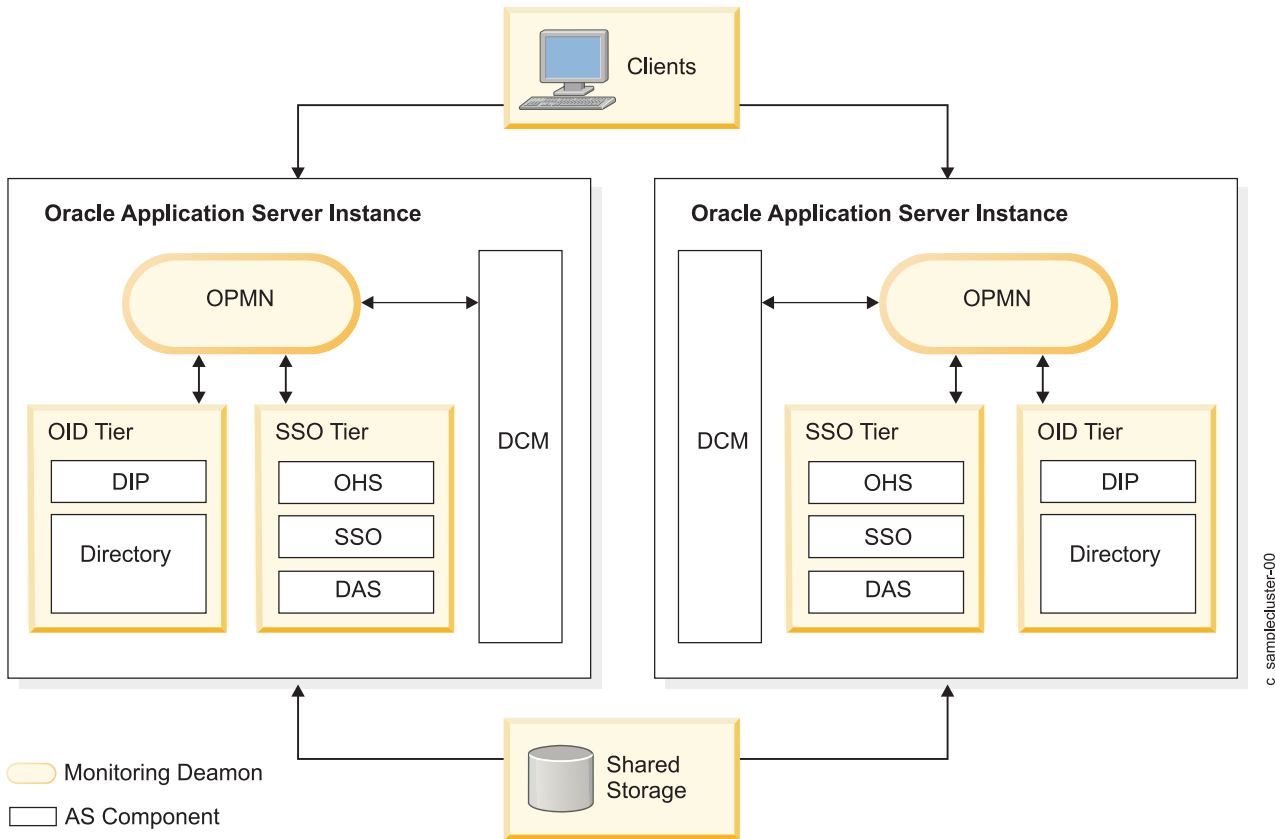 Clients
Oracle Application Server Instance
OPMN
OID Tier
DIP
Directory
SSO Tier
OHS
SSO
DAS
DCM
Oracle Application Server Instance
OPMN
DCM
SSO Tier
OHS
SSO
DAS
OID Tier
DIP
Directory
Shared
Storage
Monitoring Deamon
AS Component
c_samplecluster-00